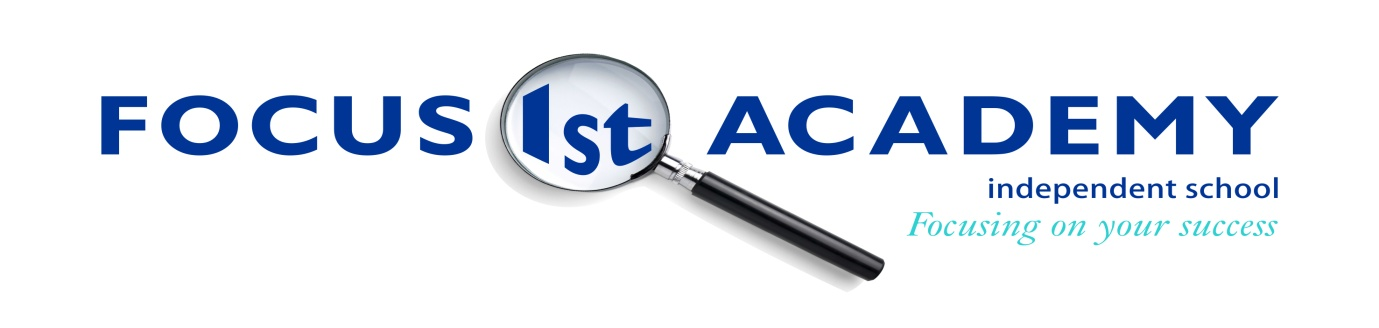 FOCUS 1st ACADEMY
independent school
Focusing on your success